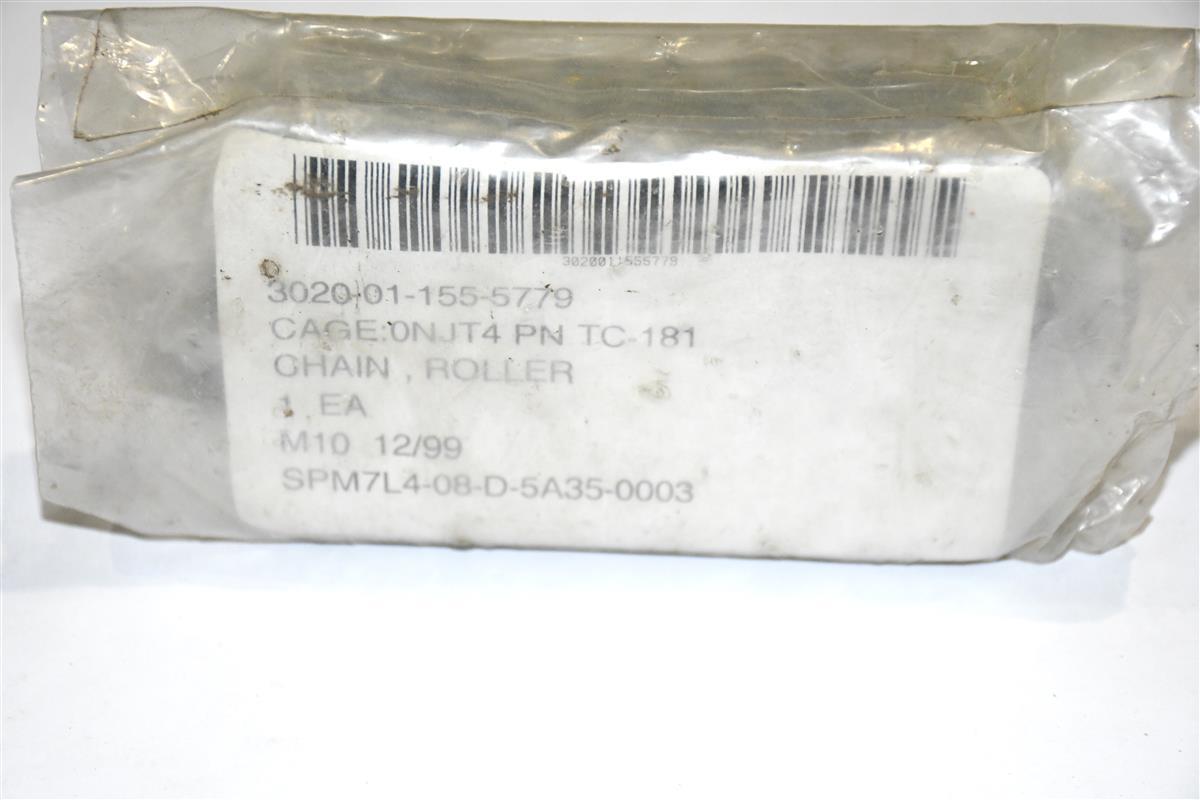 3020011555779
3020-01-155-5779
CAGE:0NJT4 PN TC-181
CHAIN , ROLLER
1 EA
M10 12/99
SPM7L4-08-D-5A35-0003